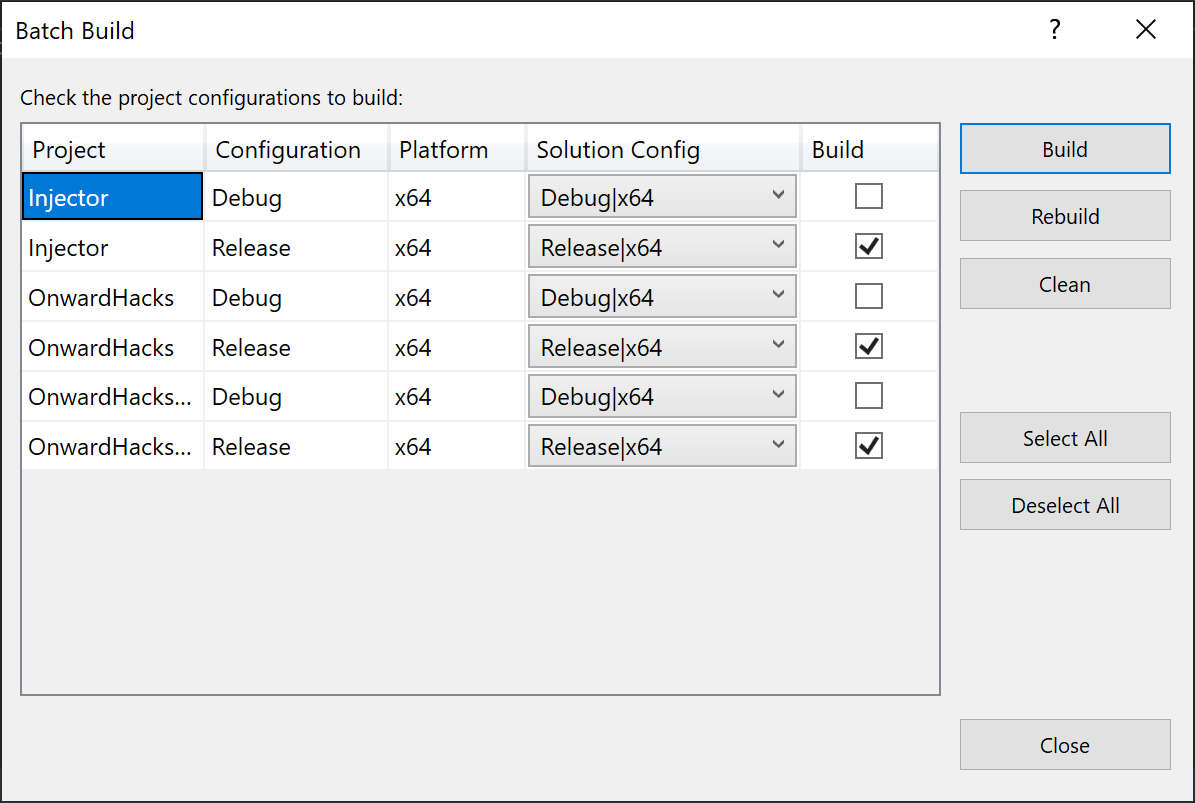 Batch Build ?
Check the project configurations to build:
Project Configuration Platform Solution Config Build
Injector Debug x64 Debug|x64
Injector Release x64 Release|x64
OnwardHacks Debug x64 Debug|x64
OnwardHacks Release x64 Release|x64
OnwardHacks... Debug x64 Debug|x64
OnwardHacks... Release x64 Release|x64
Build
Rebuild
Clean
Select All
Deselect All
Close